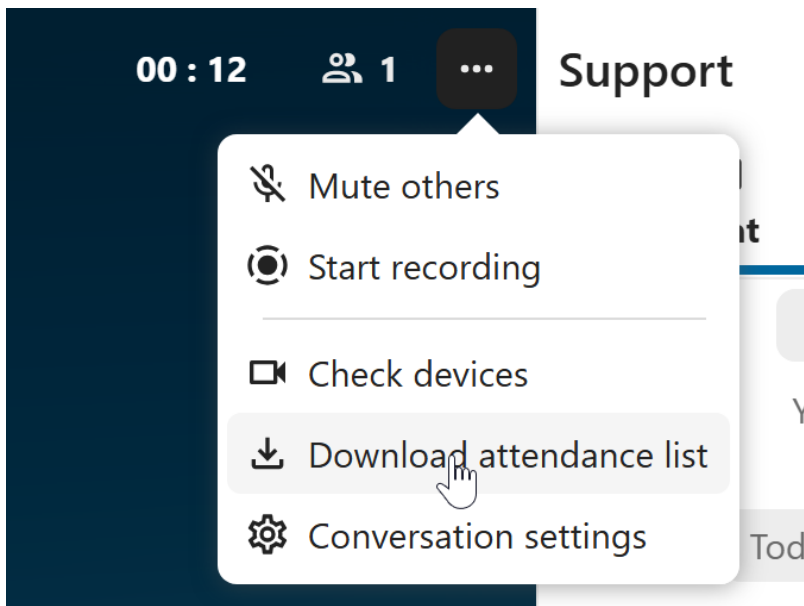 00 : 12 1 Support
Mute others
Start recording
Check devices
Download attendance list
Conversation settings